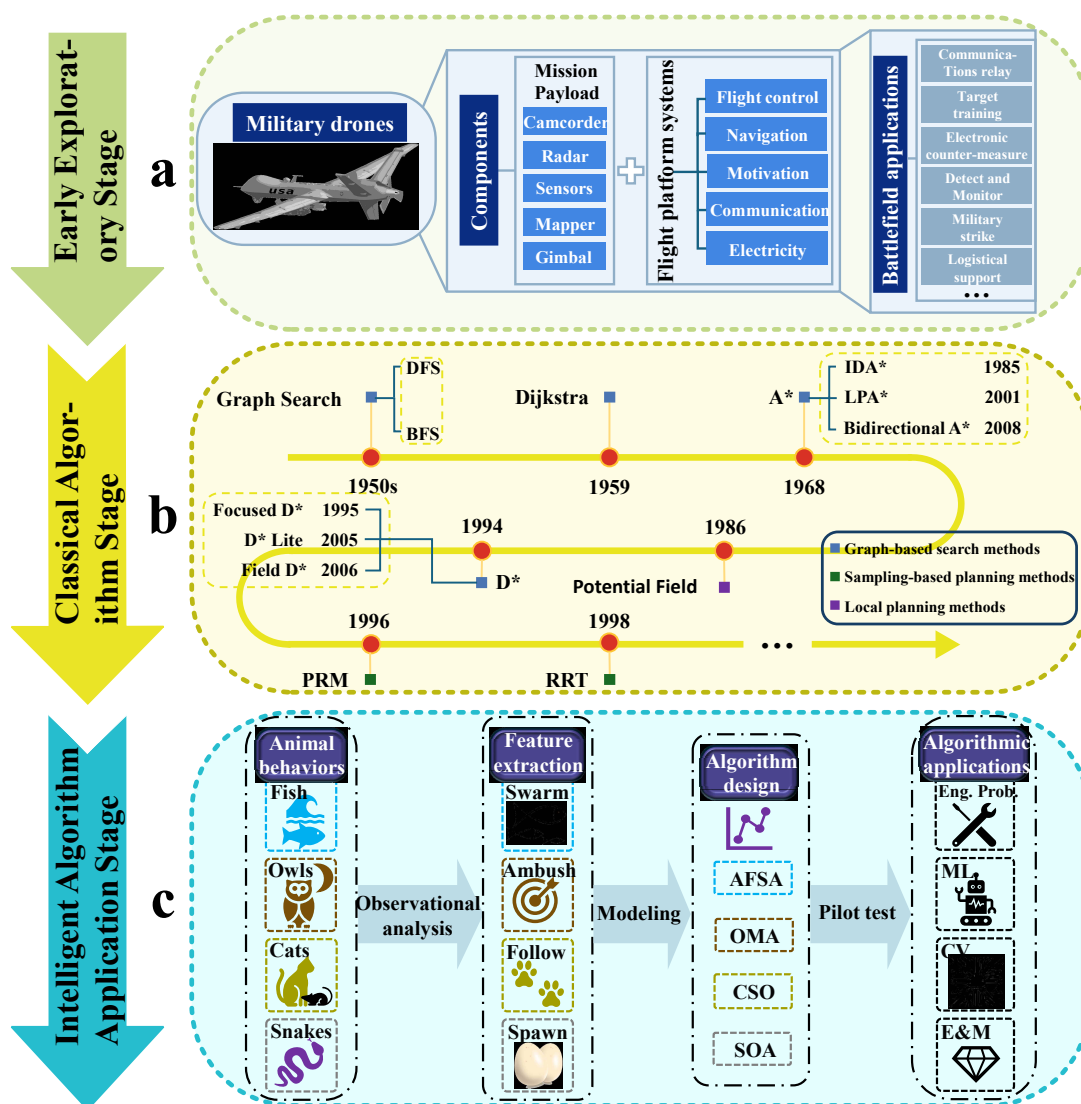 Early Explorat-
ory Stage
a
Military drones
usa
Components
Mission
Payload
Camcorder
Radar
Sensors
Mapper
Gimbal
Flight platform systems
Flight control
Navigation
Motivation
Communication
Electricity
Battlefield applications
Communica-
Tions relay
Target
training
Electronic
counter-measure
Detect and
Monitor
Military
strike
Logistical
support
...
Classical Algor-
ithm Stage
b
Graph Search
DFS
BFS
Dijkstra
A*
IDA* 1985
LPA* 2001
Bidirectional A* 2008
1950s
1959
1968
Focused D* 1995
D* Lite 2005
Field D* 2006
1994
D*
1986
Potential Field
Graph-based search methods
Sampling-based planning methods
Local planning methods
1996
1998
...
PRM
RRT
Intelligent Algorithm
Application Stage
c
Animal
behaviors
Fish
Owls
Cats
Snakes
Observational
analysis
Feature
extraction
Swarm
Ambush
Follow
Spawn
Modeling
Algorithm
design
AFSA
OMA
CSO
SOA
Pilot test
Algorithmic
applications
Eng. Prob.
ML
CV
E&M